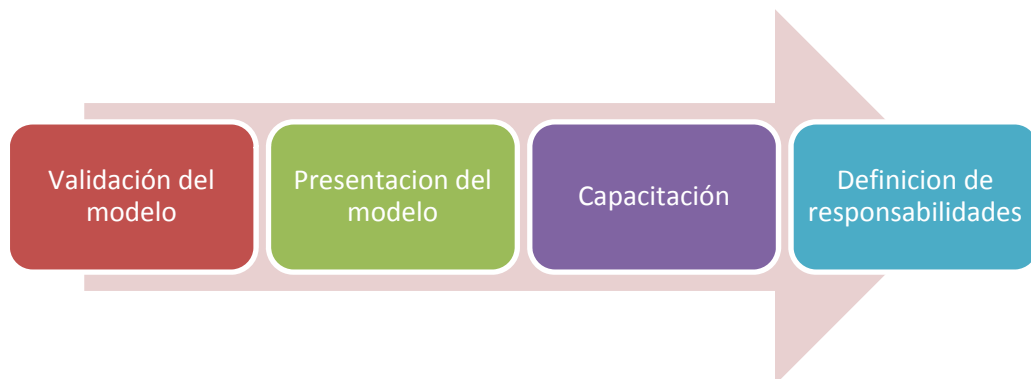 Validación del
modelo
Presentacion del
modelo
Capacitación
Definicion de
responsabilidades